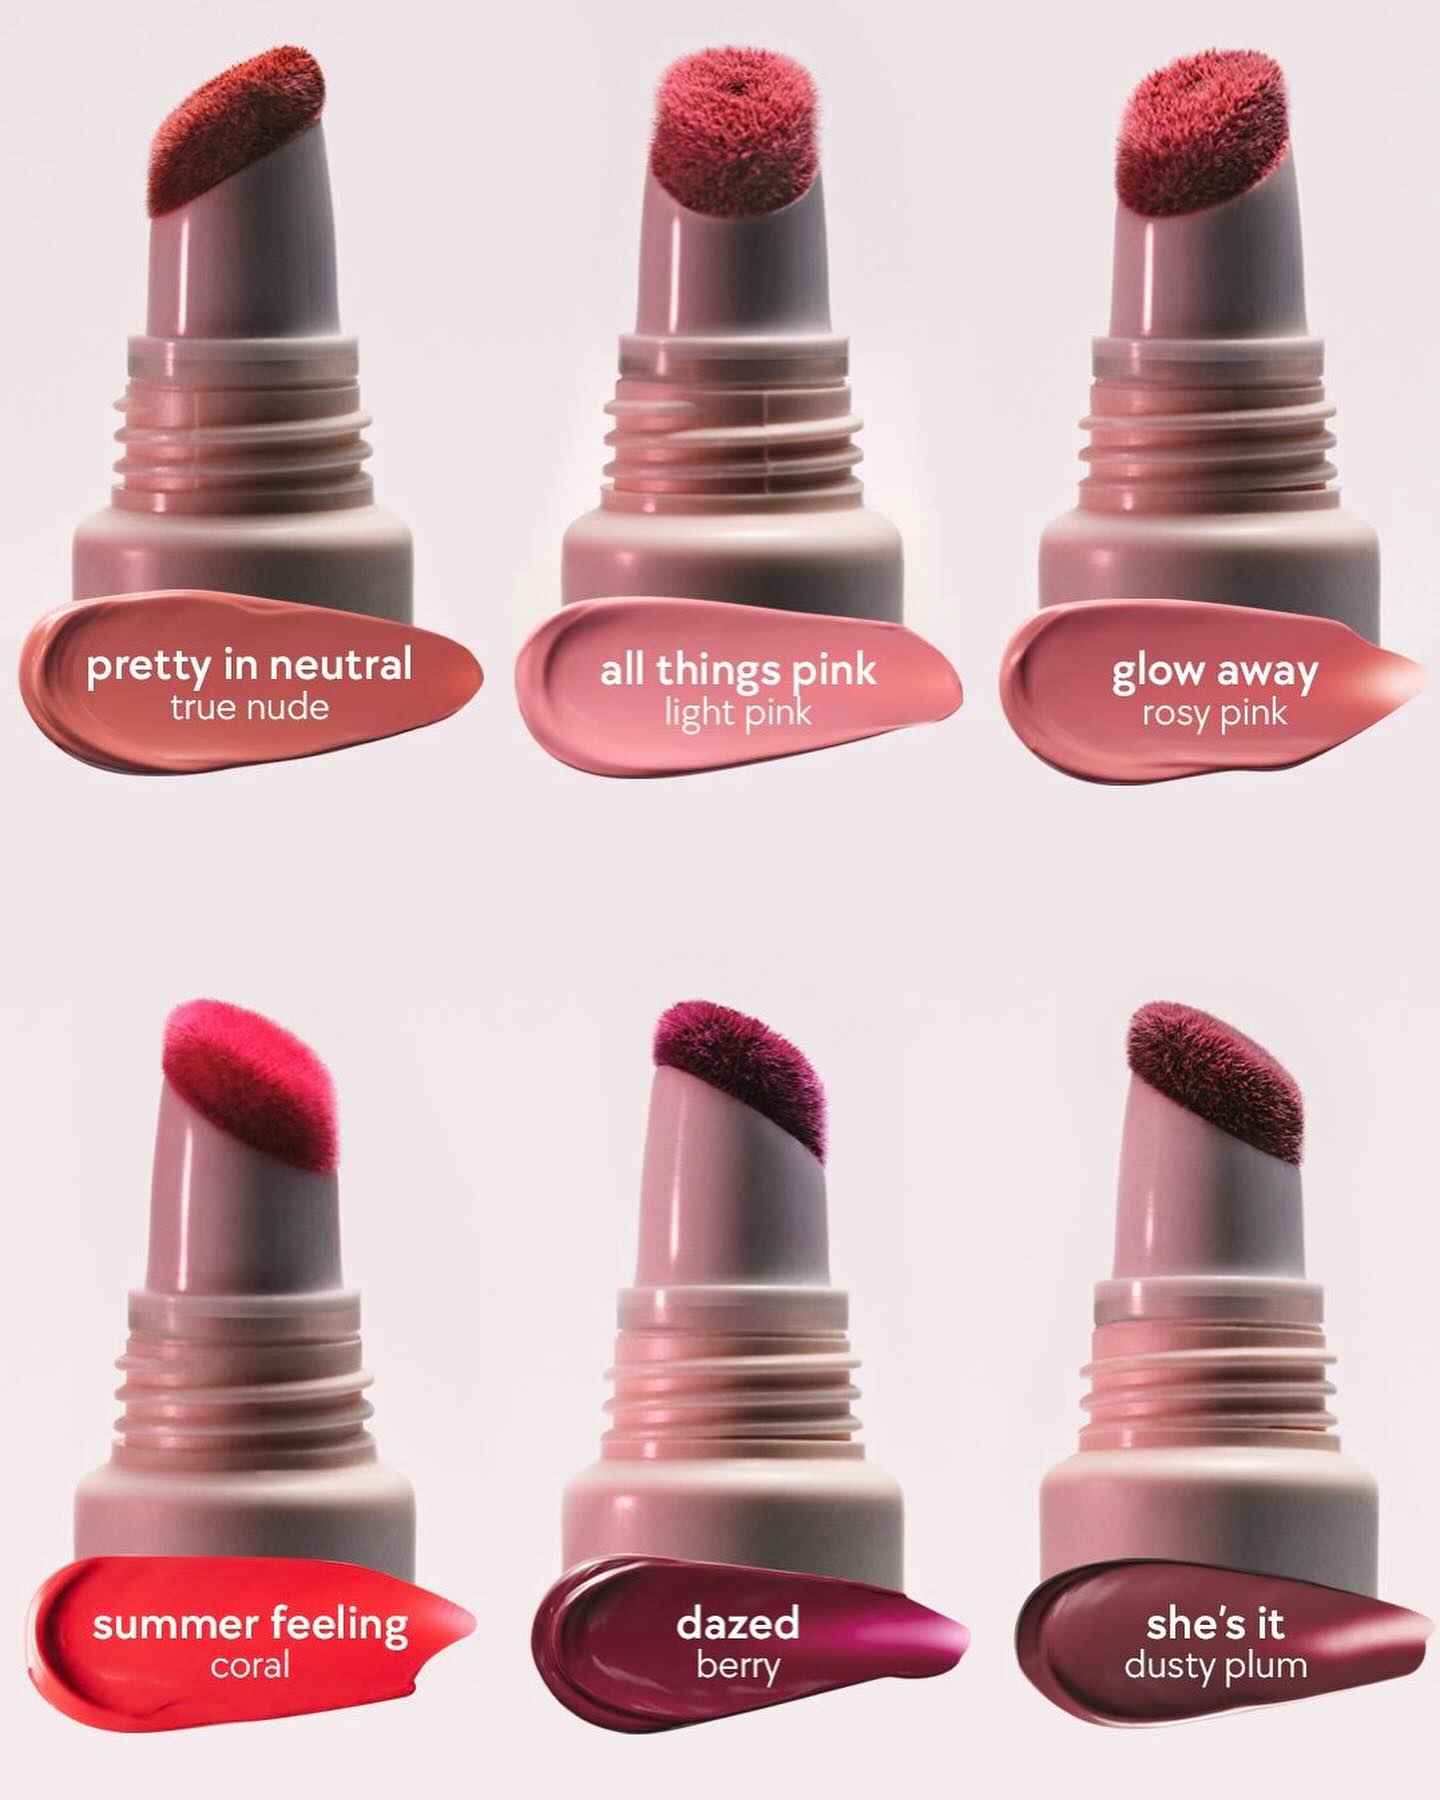 pretty in neutral
true nude
all things pink
light pink
glow away
rosy pink
summer feeling
coral
dazed
berry
she's it
dusty plum